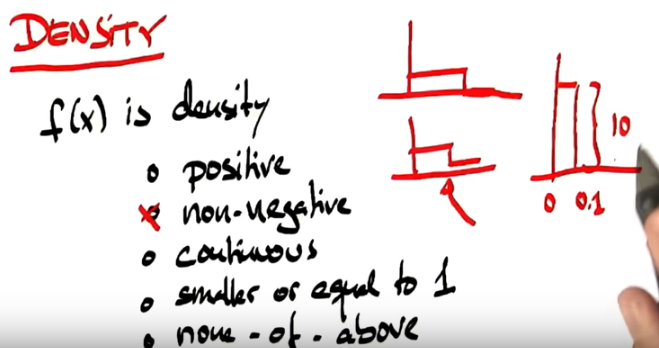 DENSITY
f(x) is density
positive
non-negative
continuous
smaller or equal to 1
none-of-above
10
0 0.1